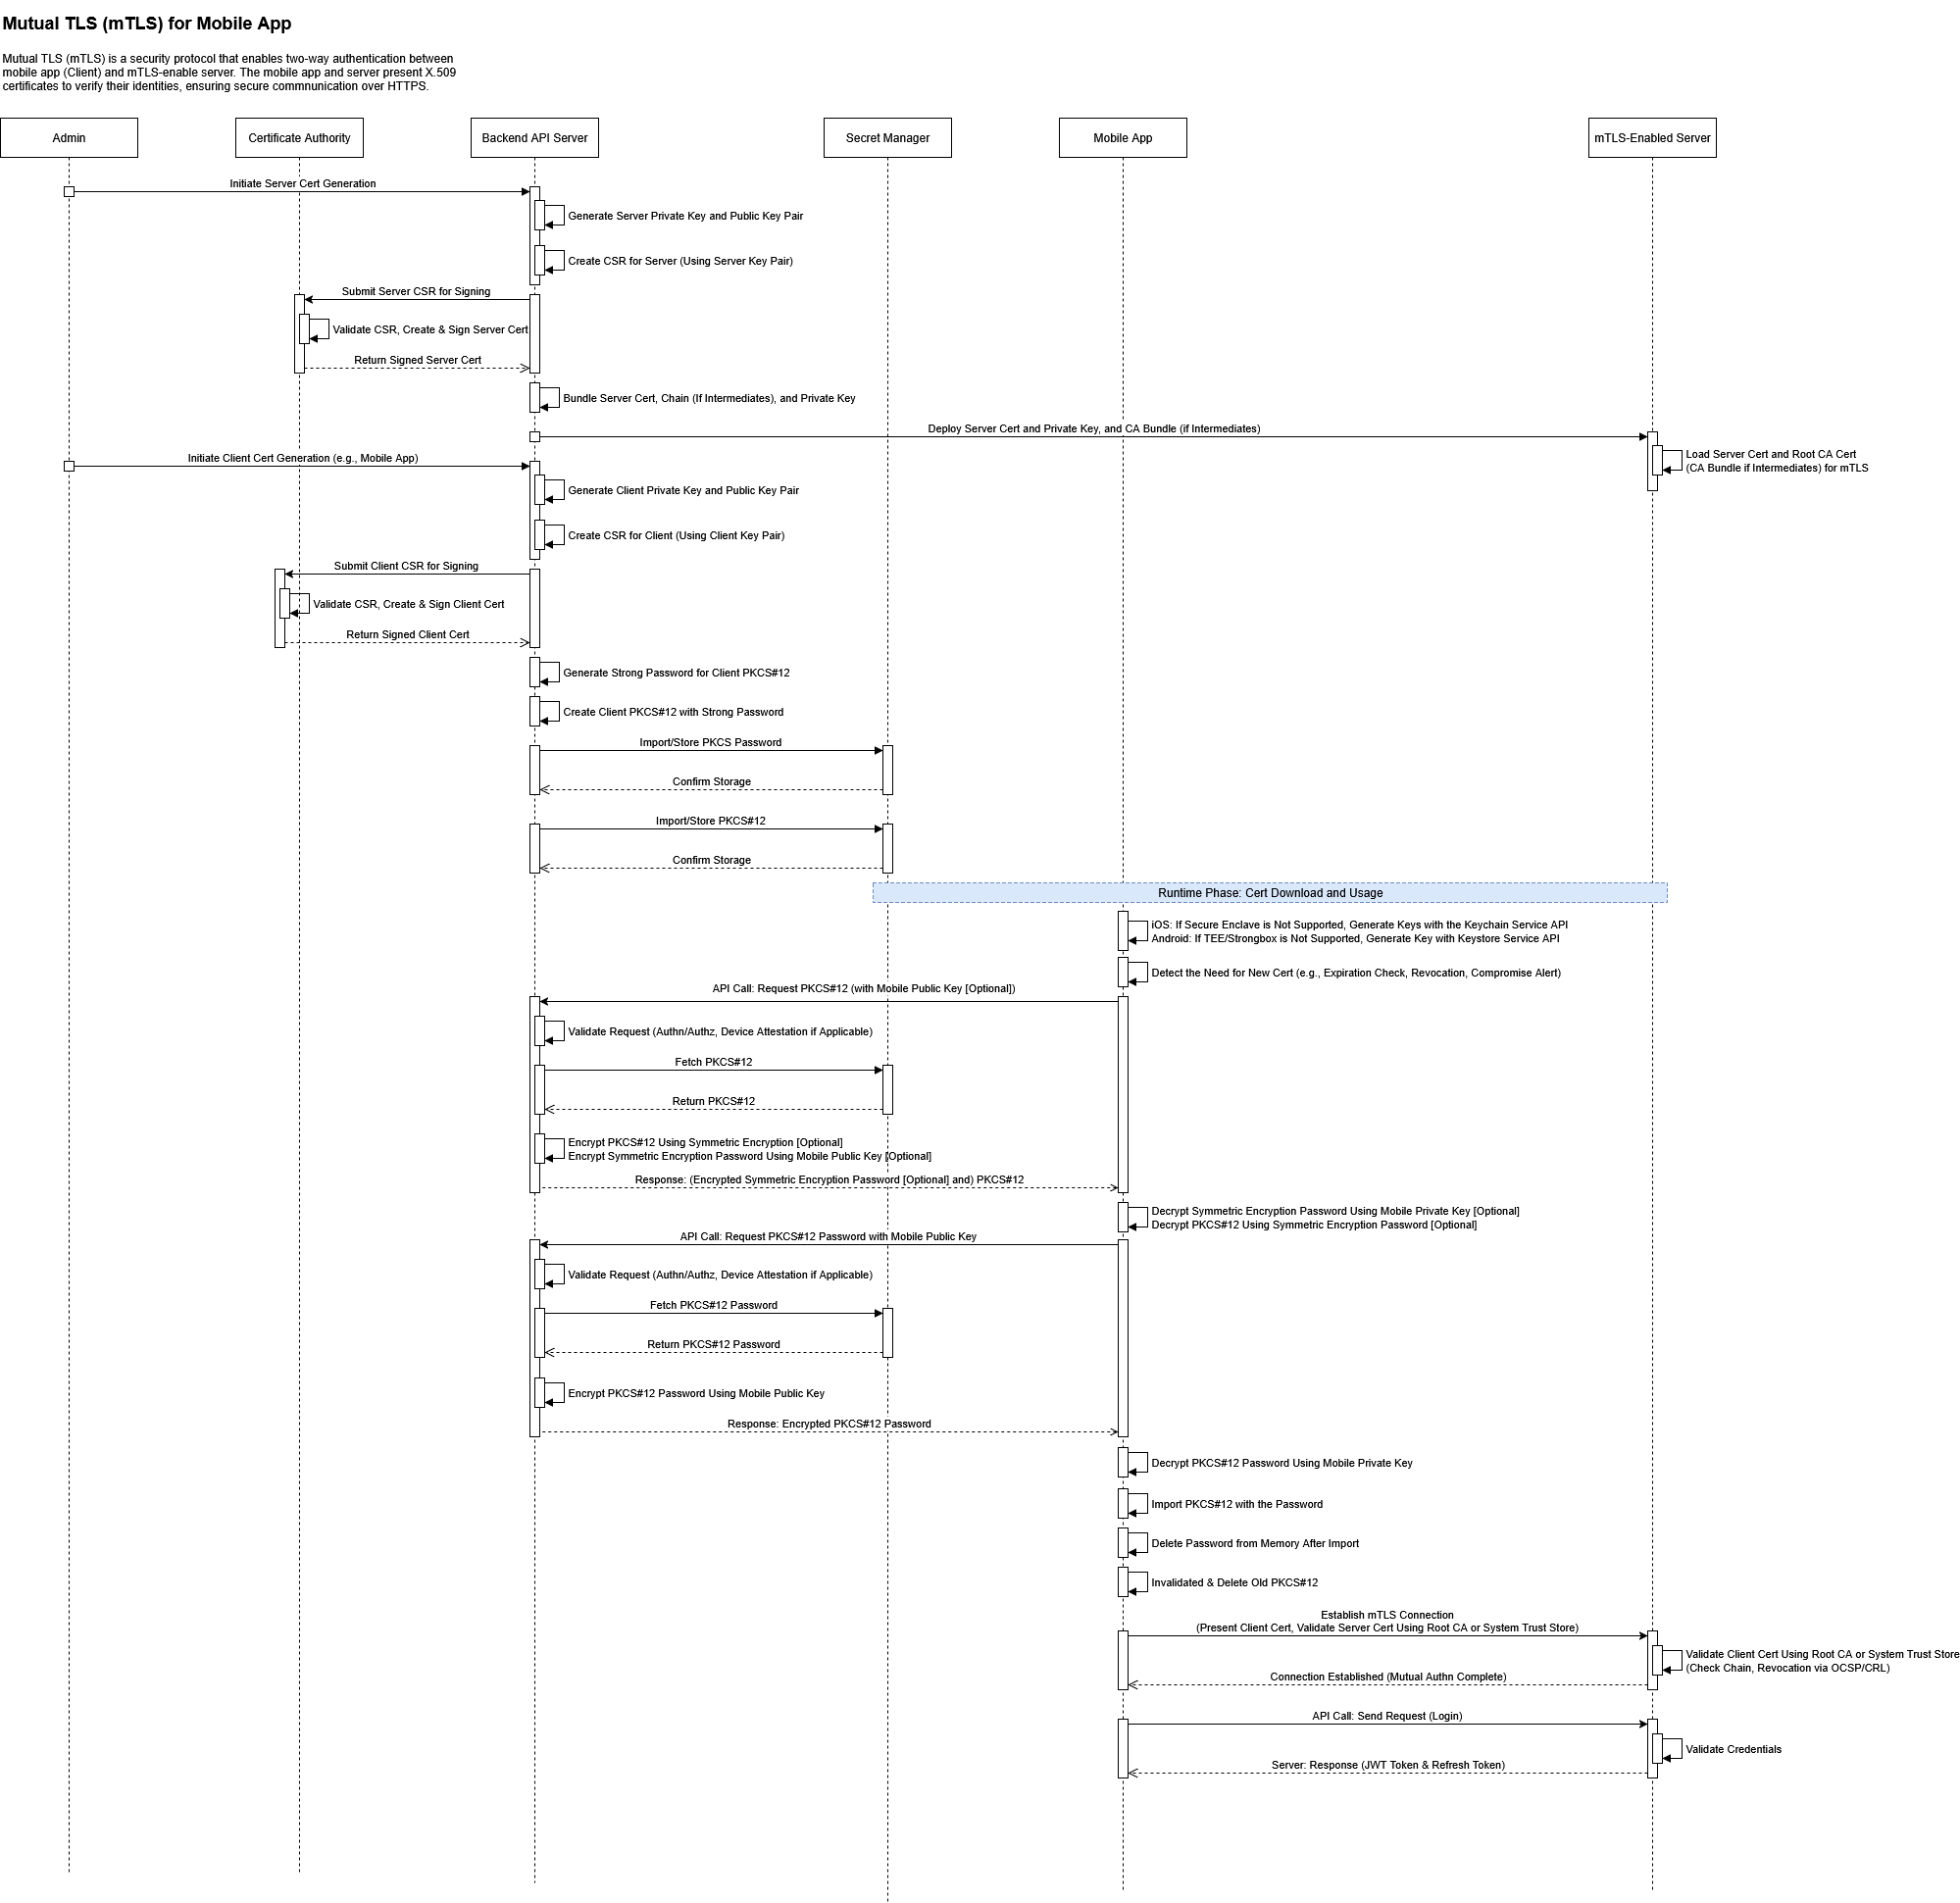 Mutual TLS (mTLS) for Mobile App
Mutual TLS (mTLS) is a security protocol that enables two-way authentication between
mobile app (Client) and mTLS-enable server. The mobile app and server present X.509
certificates to verify their identities, ensuring secure commnunication over HTTPS.
Admin
Certificate Authority
Backend API Server
Secret Manager
Mobile App
mTLS-Enabled Server
Initiate Server Cert Generation
Generate Server Private Key and Public Key Pair
Create CSR for Server (Using Server Key Pair)
Submit Server CSR for Signing
Validate CSR, Create & Sign Server Cert
Return Signed Server Cert
Bundle Server Cert, Chain (If Intermediates), and Private Key
Deploy Server Cert and Private Key, and CA Bundle (if Intermediates)
Load Server Cert and Root CA Cert
(CA Bundle if Intermediates) for mTLS
Initiate Client Cert Generation (e.g., Mobile App)
Generate Client Private Key and Public Key Pair
Create CSR for Client (Using Client Key Pair)
Submit Client CSR for Signing
Validate CSR, Create & Sign Client Cert
Return Signed Client Cert
Generate Strong Password for Client PKCS#12
Create Client PKCS#12 with Strong Password
Import/Store PKCS Password
Confirm Storage
Import/Store PKCS#12
Confirm Storage
Runtime Phase: Cert Download and Usage
iOS: If Secure Enclave is Not Supported, Generate Keys with the Keychain Service API
Android: If TEE/Strongbox is Not Supported, Generate Key with Keystore Service API
Detect the Need for New Cert (e.g., Expiration Check, Revocation, Compromise Alert)
API Call: Request PKCS#12 (with Mobile Public Key [Optional])
Validate Request (Authn/Authz, Device Attestation if Applicable)
Fetch PKCS#12
Return PKCS#12
Encrypt PKCS#12 Using Symmetric Encryption [Optional]
Encrypt Symmetric Encryption Password Using Mobile Public Key [Optional]
Response: (Encrypted Symmetric Encryption Password [Optional] and) PKCS#12
Decrypt Symmetric Encryption Password Using Mobile Private Key [Optional]
Decrypt PKCS#12 Using Symmetric Encryption Password [Optional]
API Call: Request PKCS#12 Password with Mobile Public Key
Validate Request (Authn/Authz, Device Attestation if Applicable)
Fetch PKCS#12 Password
Return PKCS#12 Password
Encrypt PKCS#12 Password Using Mobile Public Key
Response: Encrypted PKCS#12 Password
Decrypt PKCS#12 Password Using Mobile Private Key
Import PKCS#12 with the Password
Delete Password from Memory After Import
Invalidated & Delete Old PKCS#12
Establish mTLS Connection
(Present Client Cert, Validate Server Cert Using Root CA or System Trust Store)
Validate Client Cert Using Root CA or System Trust Store
(Check Chain, Revocation via OCSP/CRL)
Connection Established (Mutual Authn Complete)
API Call: Send Request (Login)
Validate Credentials
Server: Response (JWT Token & Refresh Token)